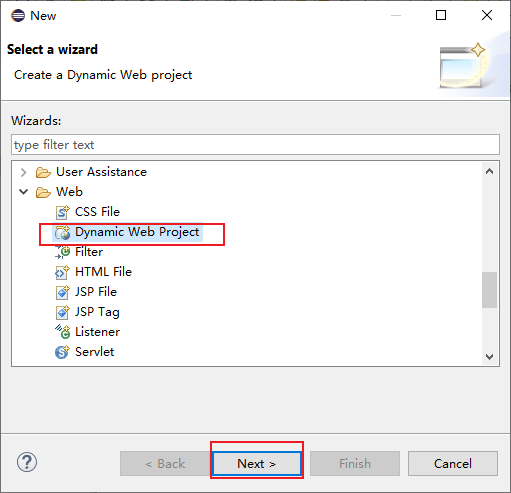 New
Select a wizard
Create a Dynamic Web project
Wizards:
type filter text
User Assistance
Web
CSS File
Dynamic Web Project
Filter
HTML File
JSP File
JSP Tag
Listener
Servlet
?
< Back
Next >
Finish
Cancel